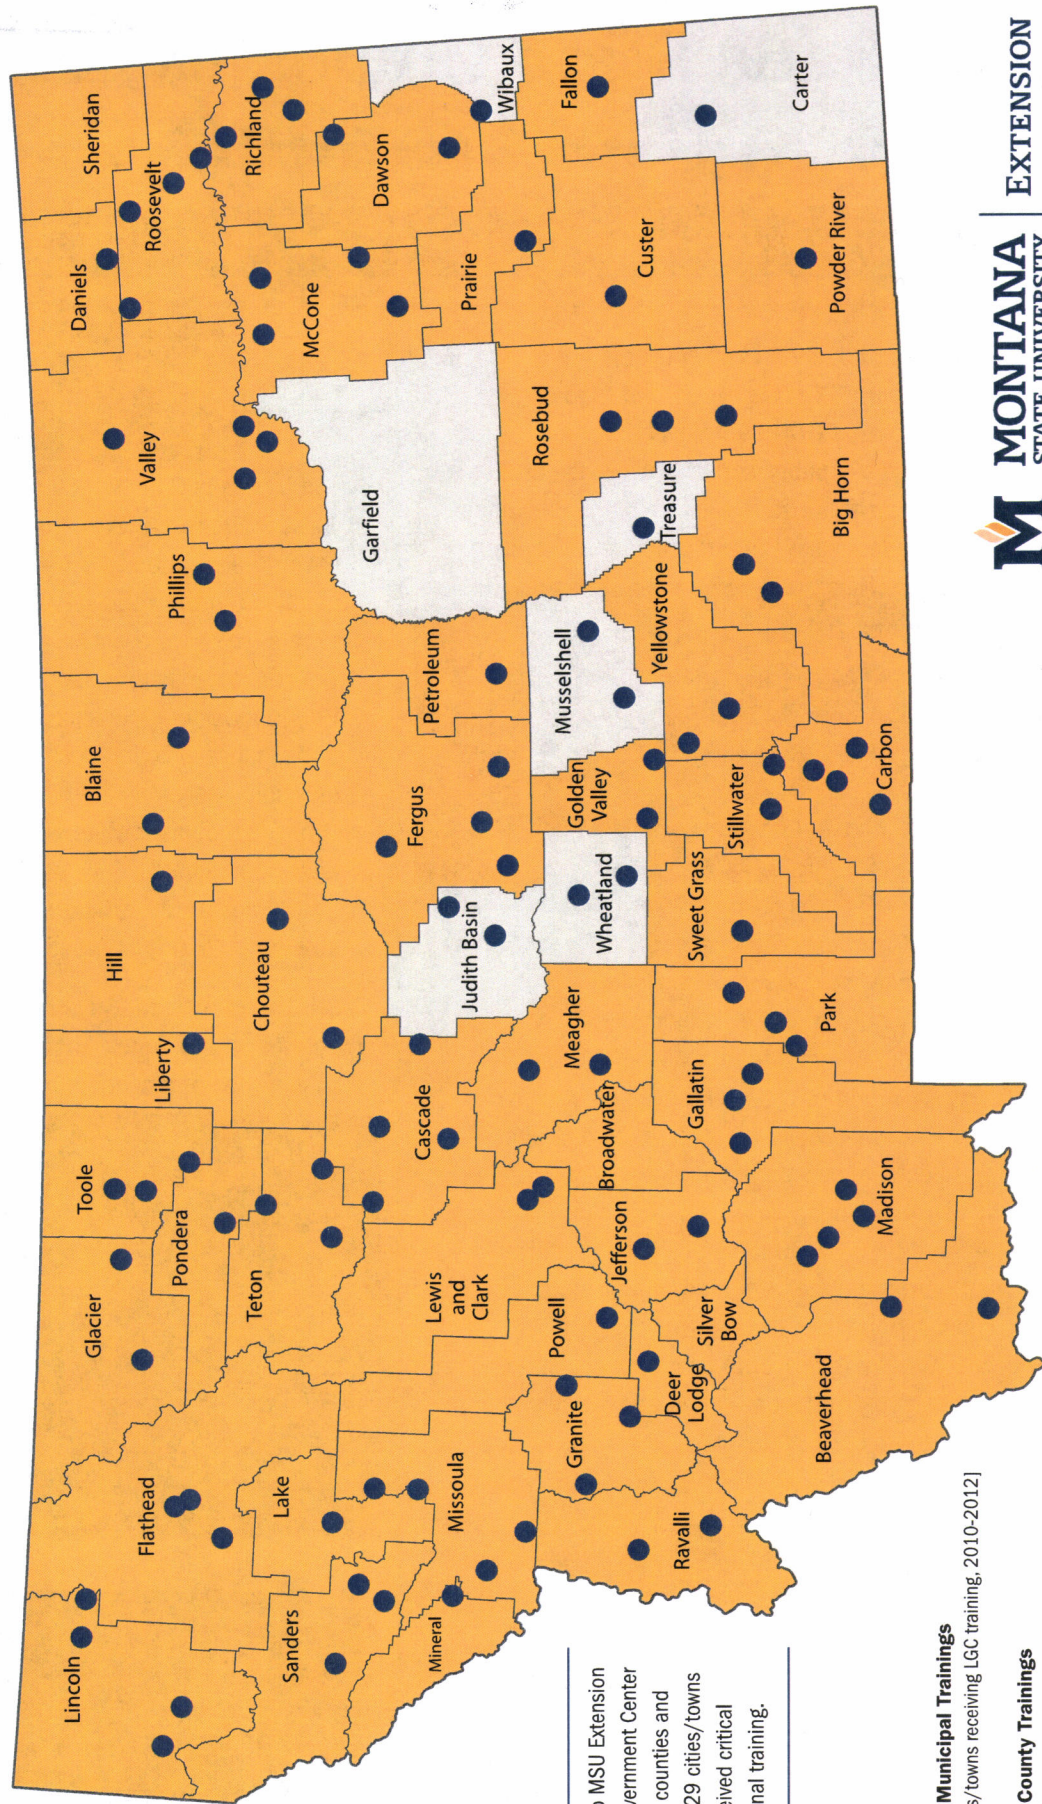 Lincoln
Flathead
Glacier
Toole
Liberty
Hill
Blaine
Phillips
Valley
Daniels
Sheridan
Roosevelt
Sanders
Lake
Pondera
Teton
Chouteau
Richland
McCone
Garfield
Dawson
Mineral
Missoula
Powell
Lewis
and
Clark
Cascade
Judith Basin
Fergus
Petroleum
Prairie
Wibaux
Granite
Meagher
Wheatland
Golden
Valley
Musselshell
Rosebud
Treasure
Custer
Fallon
Ravalli
Deer
Lodge
Silver
Bow
Jefferson
Broadwater
Gallatin
Park
Sweet Grass
Stillwater
Yellowstone
Big Horn
Powder River
Carter
Beaverhead
Madison
Carbon
MSU Extension
vernment Center
counties and
29 cities/towns
ived critical
nal training.
Municipal Trainings
s/towns receiving LGC training, 2010-2012]
County Trainings
M MONTANA EXTENSION
STATE UNIVERSITY